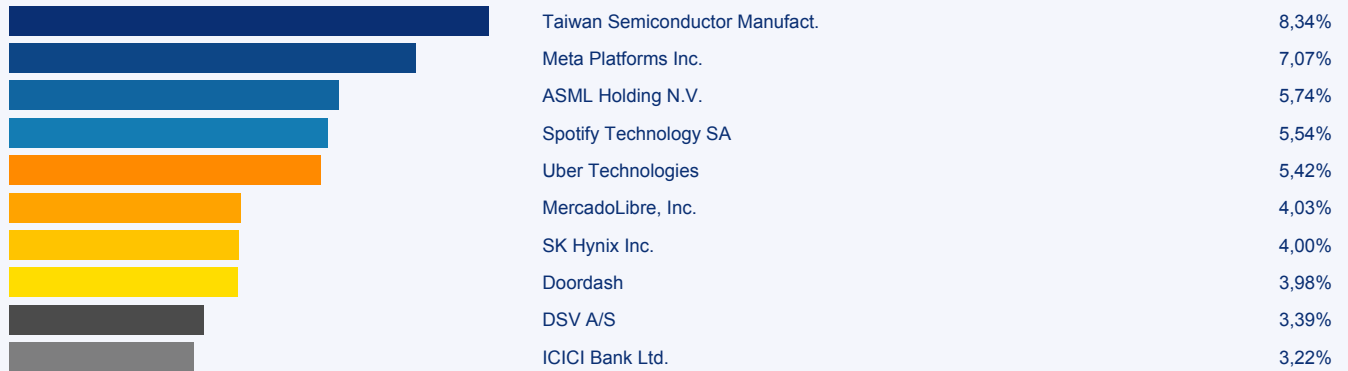 Taiwan Semiconductor Manufact. 8,34%
Meta Platforms Inc. 7,07%
ASML Holding N.V. 5,74%
Spotify Technology SA 5,54%
Uber Technologies 5,42%
MercadoLibre, Inc. 4,03%
SK Hynix Inc. 4,00%
Doordash 3,98%
DSV A/S 3,39%
ICICI Bank Ltd. 3,22%